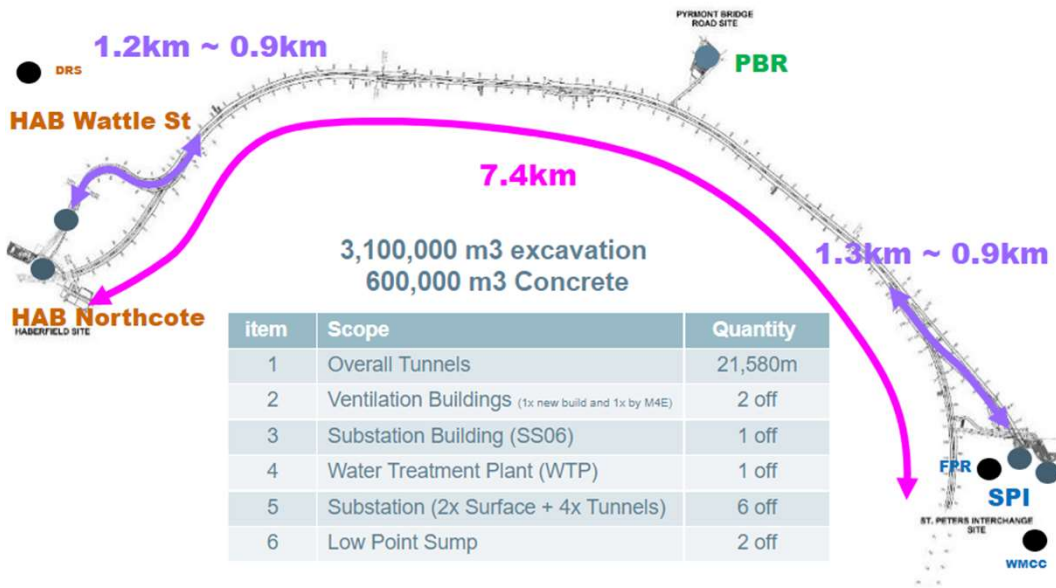 PYRMONT BRIDGE
ROAD SITE
1.2km ~ 0.9km
DRS
PBR
HAB Wattle St
7.4km
3,100,000 m3 excavation
600,000 m3 Concrete
1.3km ~ 0.9km
HAB Northcote
HABERFIELD SITE
item Scope Quantity
1 Overall Tunnels 21,580m
2 Ventilation Buildings (1x new build and 1x by M4E) 2 off
3 Substation Building (SS06) 1 off
4 Water Treatment Plant (WTP) 1 off
5 Substation (2x Surface + 4x Tunnels) 6 off
6 Low Point Sump 2 off
FPR
SPI
ST. PETERS INTERCHANGE
SITE
WMCC